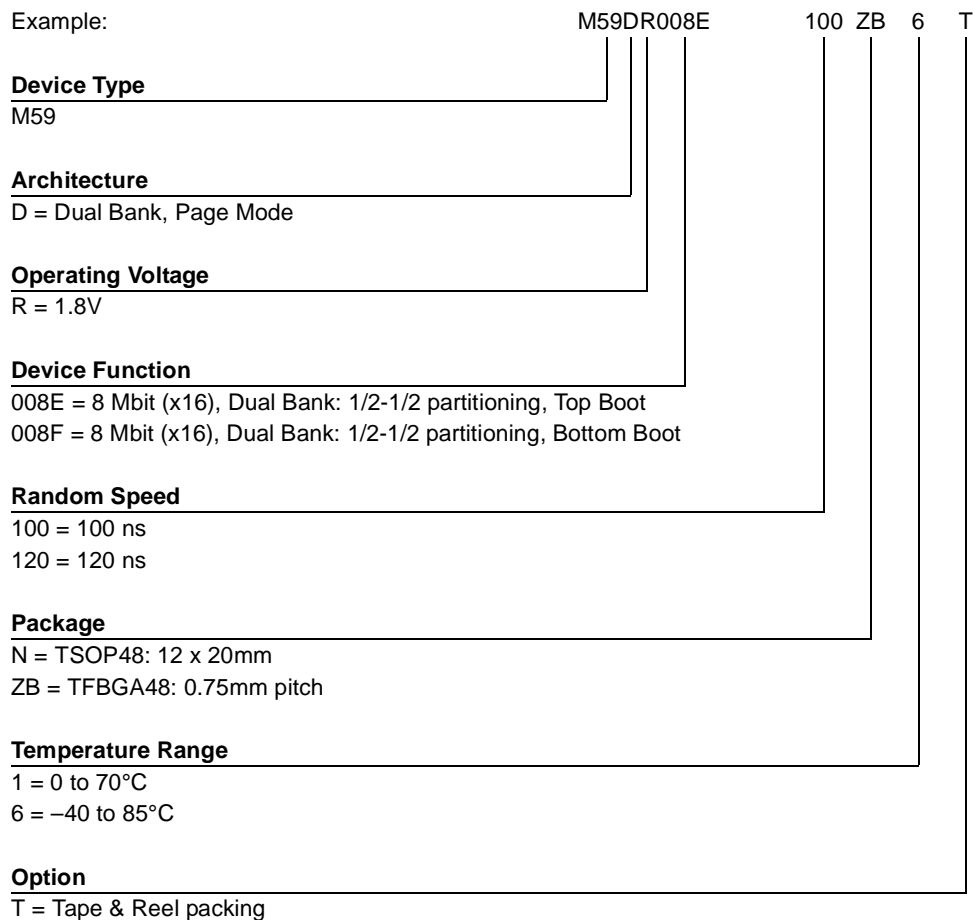 Example: M59DR008E 100 ZB 6 T
Device Type
M59
Architecture
D = Dual Bank, Page Mode
Operating Voltage
R = 1.8V
Device Function
008E = 8 Mbit (x16), Dual Bank: 1/2-1/2 partitioning, Top Boot
008F = 8 Mbit (x16), Dual Bank: 1/2-1/2 partitioning, Bottom Boot
Random Speed
100 = 100 ns
120 = 120 ns
Package
N = TSOP48: 12 x 20mm
ZB = TFBGA48: 0.75mm pitch
Temperature Range
1 = 0 to 70°C
6 = –40 to 85°C
Option
T = Tape & Reel packing